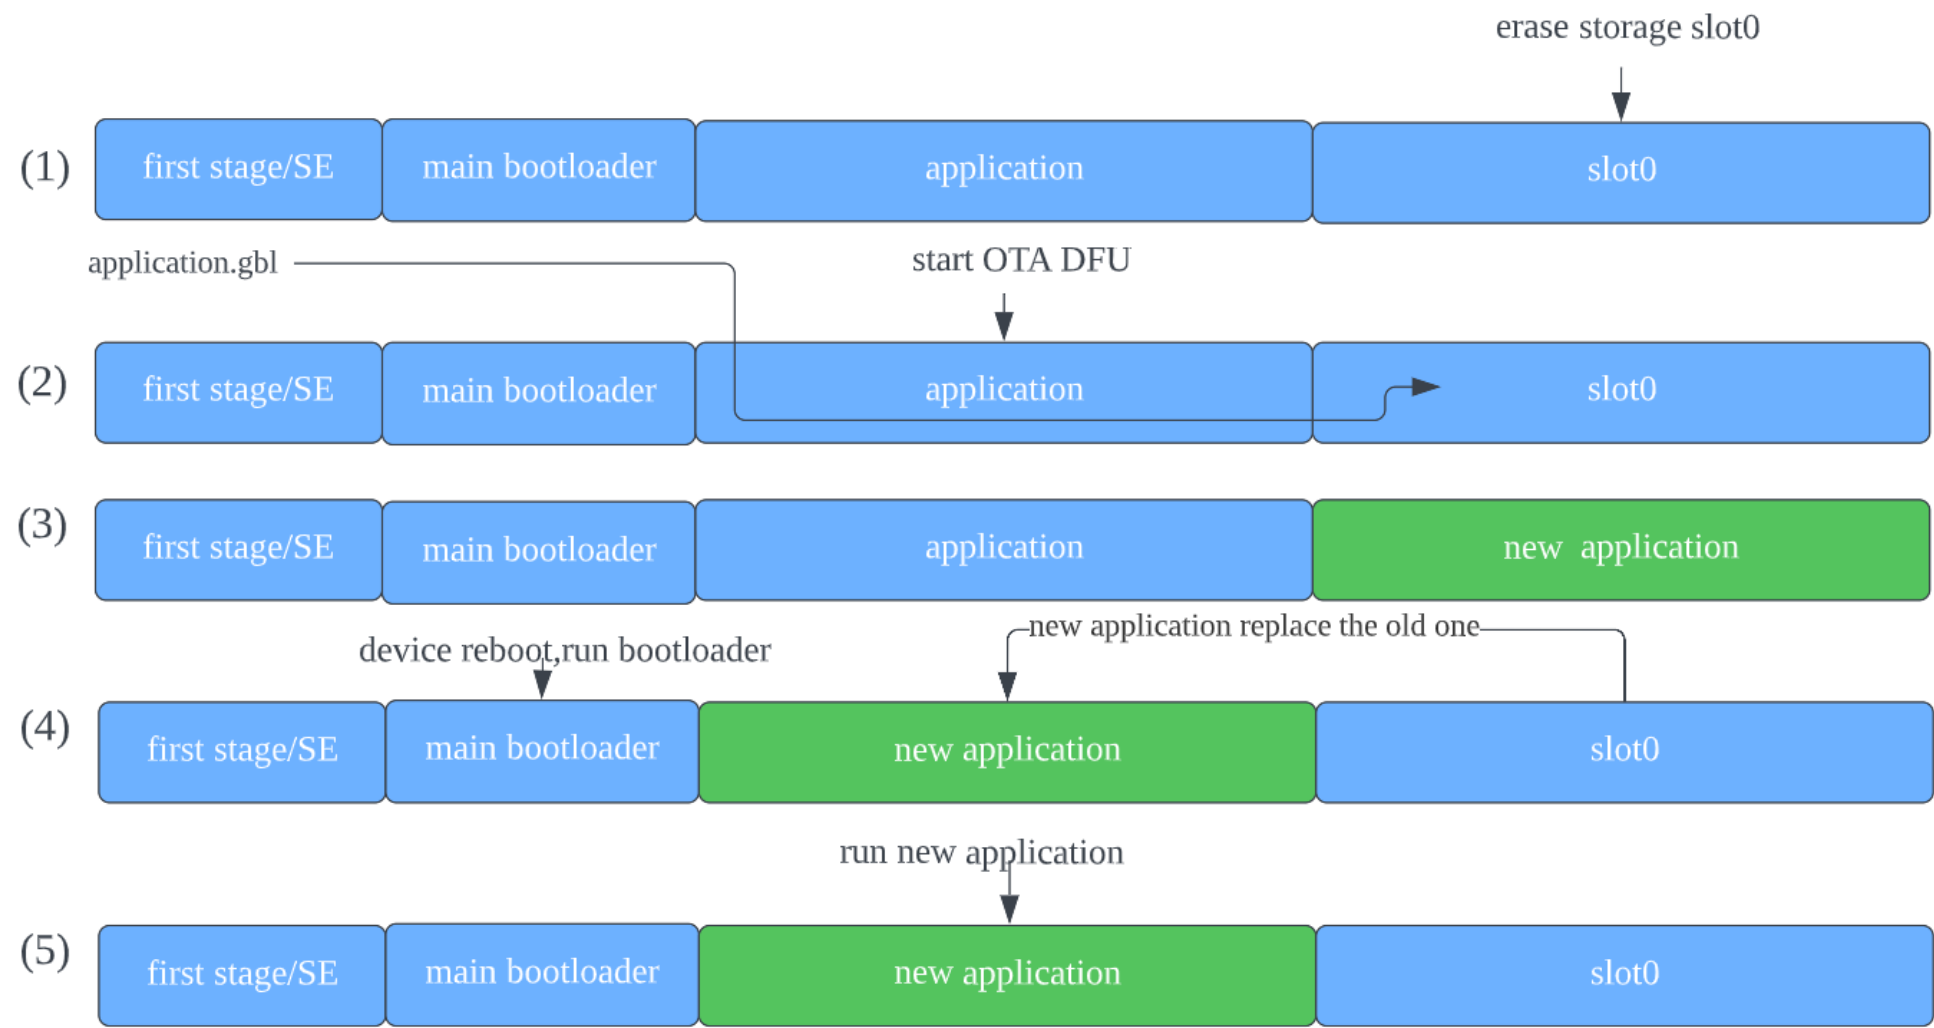 erase storage slot0
(1)
first stage/SE
main bootloader
application
slot0
application.gbl
start OTA DFU
(2)
first stage/SE
main bootloader
application
slot0
(3)
first stage/SE
main bootloader
application
new application
device reboot,run bootloader
new application replace the old one
(4)
first stage/SE
main bootloader
new application
slot0
run new application
(5)
first stage/SE
main bootloader
new application
slot0